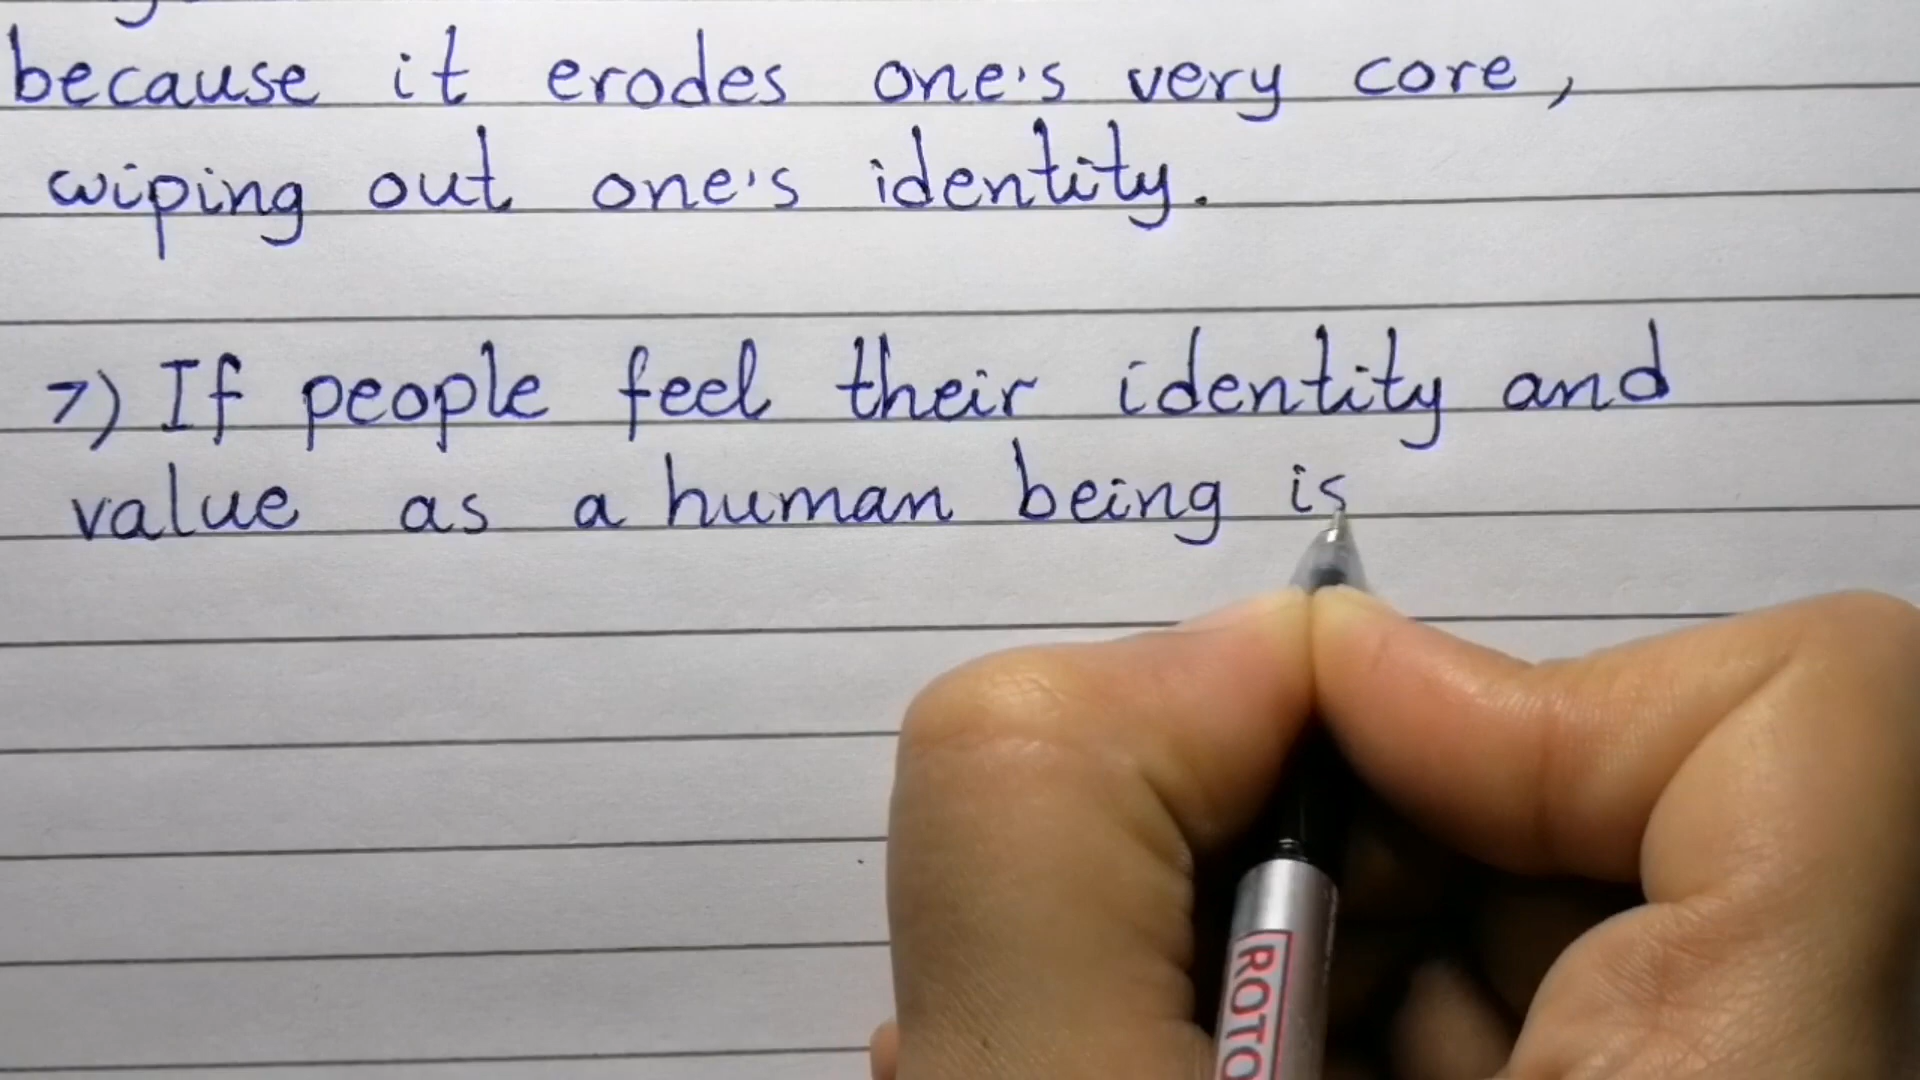 because it erodes one's very core,
wiping out one's identity.
7) If people feel their identity and
value as a human being is
ROTO